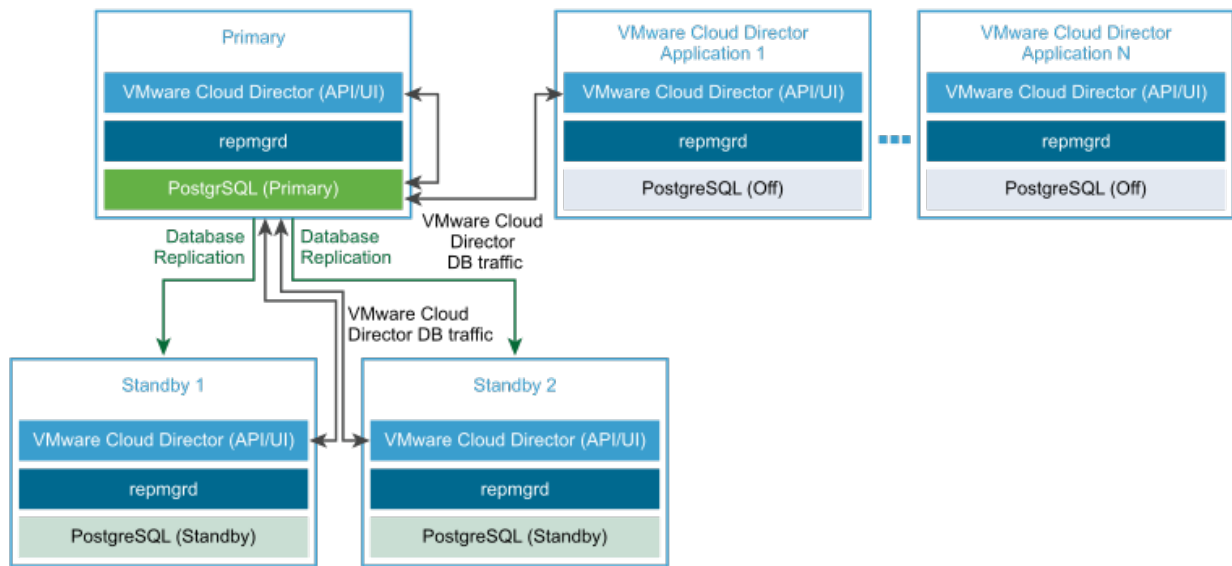 Primary
VMware Cloud Director (API/UI)
repmgrd
PostgrSQL (Primary)
VMware Cloud Director
Application 1
VMware Cloud Director (API/UI)
repmgrd
PostgreSQL (Off)
VMware Cloud Director
Application N
VMware Cloud Director (API/UI)
repmgrd
PostgreSQL (Off)
Database
Replication
Database
Replication
VMware Cloud
Director
DB traffic
VMware Cloud
Director DB traffic
Standby 1
VMware Cloud Director (API/UI)
repmgrd
PostgreSQL (Standby)
Standby 2
VMware Cloud Director (API/UI)
repmgrd
PostgreSQL (Standby)